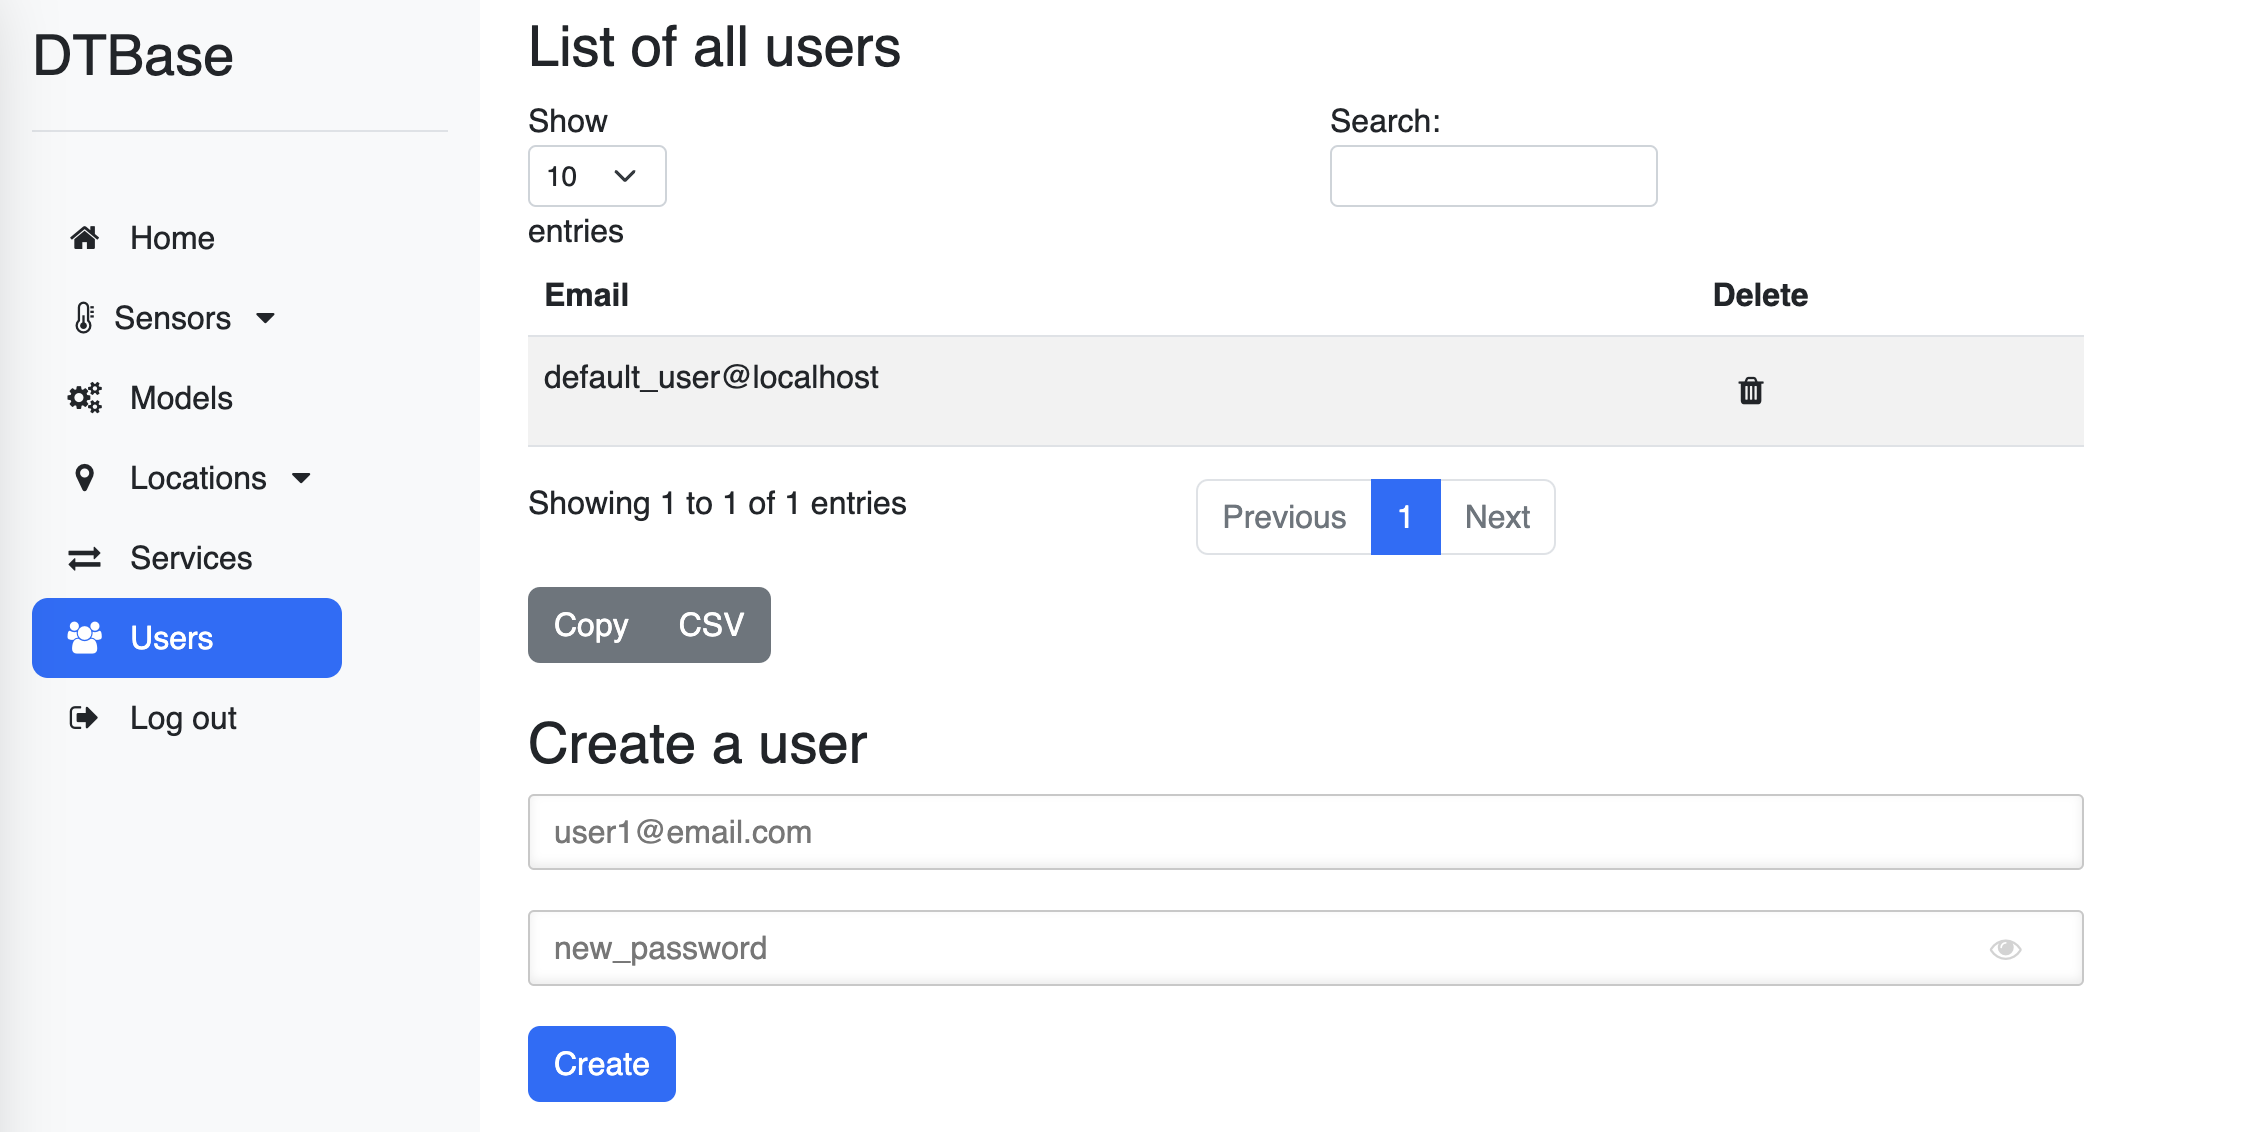 DTBase
Home
Sensors
Models
Locations
Services
Users
Log out
List of all users
Show
10
entries
Search:
Email Delete
default_user@localhost
Showing 1 to 1 of 1 entries
Previous 1 Next
Copy CSV
Create a user
user1@email.com
new_password
Create